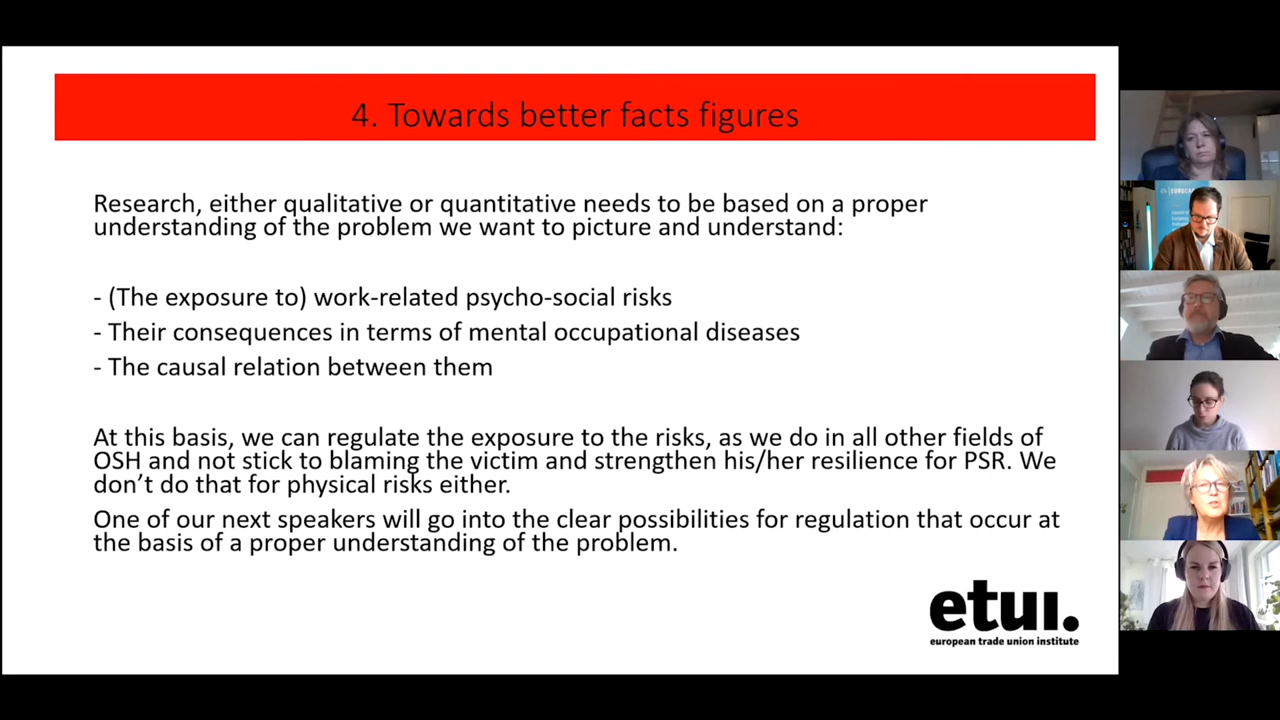 4. Towards better facts figures
Research, either qualitative or quantitative needs to be based on a proper
understanding of the problem we want to picture and understand:
- (The exposure to) work-related psycho-social risks
- Their consequences in terms of mental occupational diseases
- The causal relation between them
At this basis, we can regulate the exposure to the risks, as we do in all other fields of
OSH and not stick to blaming the victim and strengthen his/her resilience for PSR. We
don’t do that for physical risks either.
One of our next speakers will go into the clear possibilities for regulation that occur at
the basis of a proper understanding of the problem.
etui.
european trade union institute